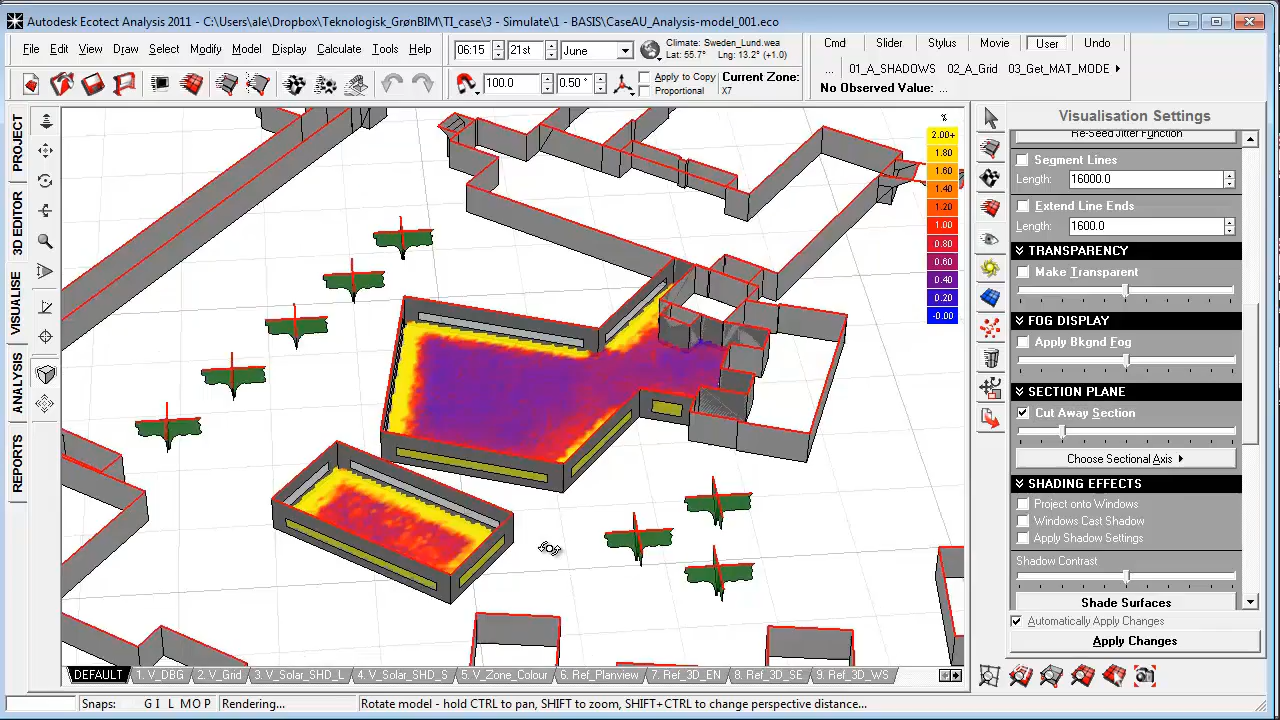 Autodesk Ecotect Analysis 2011 - C:\Users\ale\Dropbox\Teknologisk_GrønBIM\TI_case\3 - Simulate\1 - BASIS\CaseAU_Analysis-model_001.eco
File Edit View Draw Select Modify Model Display Calculate Tools Help
06:15 21st June
Climate: Sweden_Lund.wea
Lat: 55.7° Lng: 13.2° (+1.0)
Cmd Slider Stylus Movie User Undo
01_A_SHADOWS 02_A_Grid 03_Get_MAT_MODE
No Observed Value: ...
100.0 0.50°
Apply to Copy
Proportional
Current Zone:
X7
PROJECT
3D EDITOR
VISUALISE
ANALYSIS
REPORTS
%
2.00+
1.80
1.60
1.40
1.20
1.00
0.80
0.60
0.40
0.20
-0.00
Visualisation Settings
Re-Seed Jitter Function
Segment Lines
Length: 16000.0
Extend Line Ends
Length: 1600.0
TRANSPARENCY
Make Transparent
FOG DISPLAY
Apply Bkgnd Fog
SECTION PLANE
Cut Away Section
Choose Sectional Axis
SHADING EFFECTS
Project onto Windows
Windows Cast Shadow
Apply Shadow Settings
Shadow Contrast
Shade Surfaces
Automatically Apply Changes
Apply Changes
DEFAULT 1. V_DBG 2. V_Grid 3. V_Solar_SHD_L 4. V_Solar_SHD_S 5. V_Zone_Colour 6. Ref_Planview 7. Ref_3D_EN 8. Ref_3D_SE 9. Ref_3D_WS
Snaps: G I L M O P Rendering... Rotate model - hold CTRL to pan, SHIFT to zoom, SHIFT+CTRL to change perspective distance...